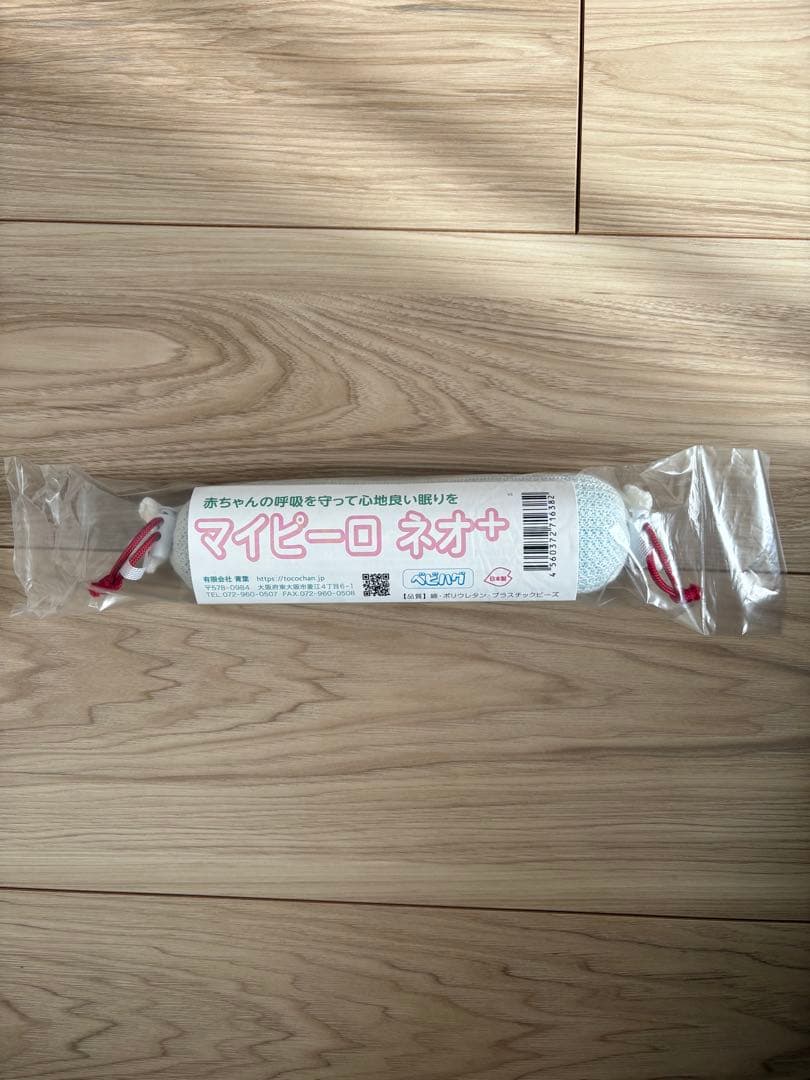 赤ちゃんの呼吸を守って心地良い眠りを
マイピーロ ネオ+
有限会社 青葉 https://tocochan.jp
〒578-0984 大阪府東大阪市菱江4丁目6-1
TEL.072-960-0507 FAX.072-960-0508
べビハグ
日本製
【品質】綿・ポリウレタン・プラスチックビーズ
4 560372 716382